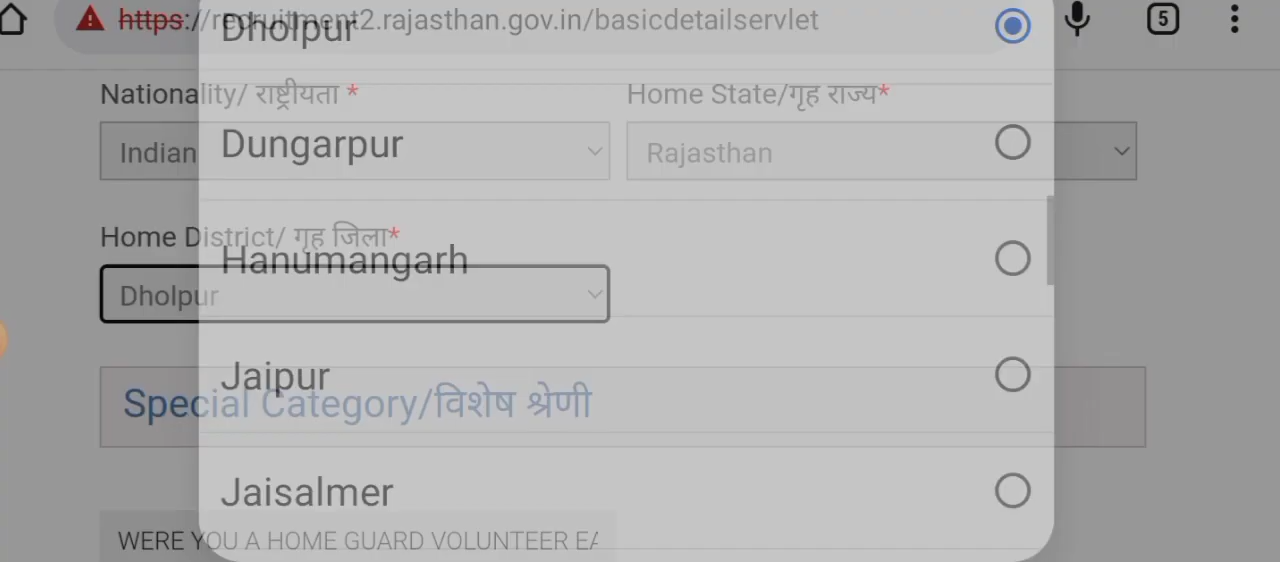 https://recruitment2.rajasthan.gov.in/basicdetailservlet
5
Dholpur
Nationality/ राष्ट्रीयता *
Home State/गृह राज्य*
Indian
Rajasthan
Dungarpur
Home District/ गृह जिला*
Hanumangarh
Dholpur
Jaipur
Special Category/विशेष श्रेणी
Jaisalmer
WERE YOU A HOME GUARD VOLUNTEER EA